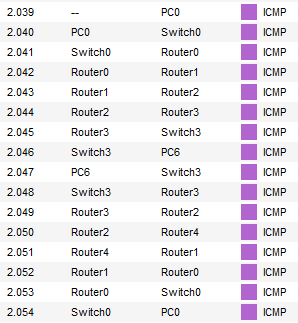 2.039 -- PC0 ICMP
2.040 PC0 Switch0 ICMP
2.041 Switch0 Router0 ICMP
2.042 Router0 Router1 ICMP
2.043 Router1 Router2 ICMP
2.044 Router2 Router3 ICMP
2.045 Router3 Switch3 ICMP
2.046 Switch3 PC6 ICMP
2.047 PC6 Switch3 ICMP
2.048 Switch3 Router3 ICMP
2.049 Router3 Router2 ICMP
2.050 Router2 Router4 ICMP
2.051 Router4 Router1 ICMP
2.052 Router1 Router0 ICMP
2.053 Router0 Switch0 ICMP
2.054 Switch0 PC0 ICMP